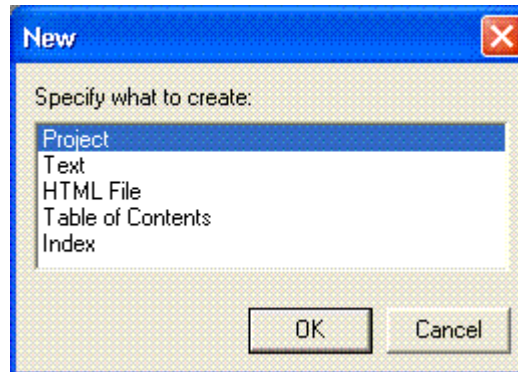 New
Specify what to create:
Project
Text
HTML File
Table of Contents
Index
OK Cancel